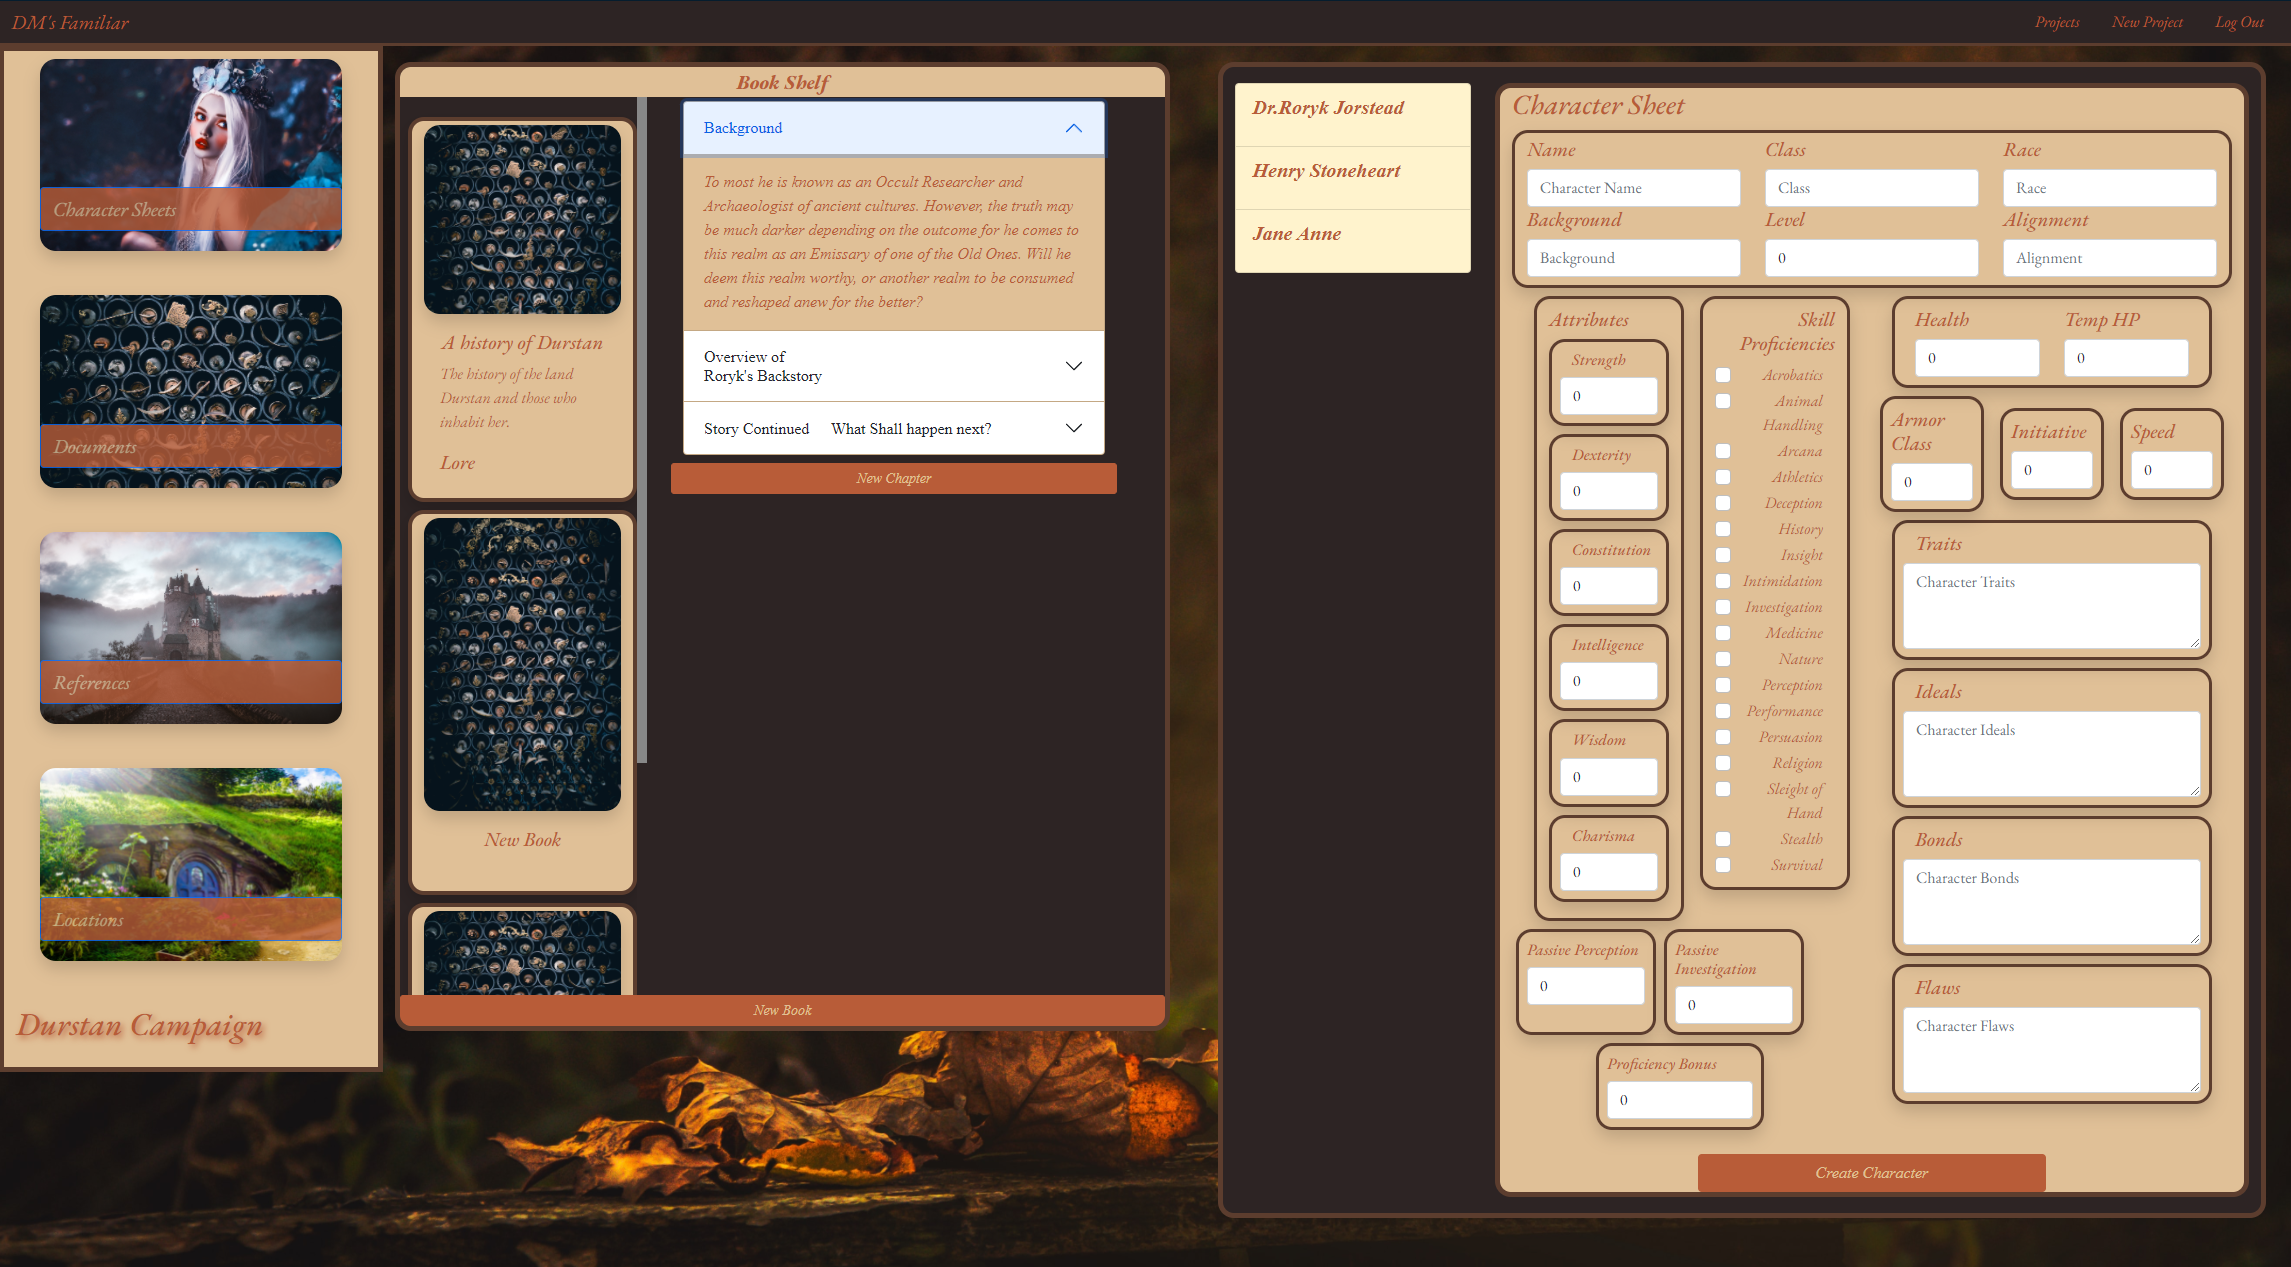 DM's Familiar
Projects
New Project
Log Out
Character Sheets
Documents
References
Locations
Durstan Campaign
Book Shelf
A history of Durstan
The history of the land
Durstan and those who
inhabit her.
Lore
New Book
New Book
Background
To most he is known as an Occult Researcher and
Archaeologist of ancient cultures. However, the truth may
be much darker depending on the outcome for he comes to
this realm as an Emissary of one of the Old Ones. Will he
deem this realm worthy, or another realm to be consumed
and reshaped anew for the better?
Overview of
Roryk's Backstory
Story Continued What Shall happen next?
New Chapter
Dr.Roryk Jorstead
Henry Stoneheart
Jane Anne
Character Sheet
Name
Character Name
Class
Class
Race
Race
Background
Background
Level
0
Alignment
Alignment
Attributes
Strength
0
Dexterity
0
Constitution
0
Intelligence
0
Wisdom
0
Charisma
0
Skill
Proficiencies
Acrobatics
Animal
Handling
Arcana
Athletics
Deception
History
Insight
Intimidation
Investigation
Medicine
Nature
Perception
Performance
Persuasion
Religion
Sleight of
Hand
Stealth
Survival
Health
0
Temp HP
0
Armor
Class
0
Initiative
0
Speed
0
Traits
Character Traits
Ideals
Character Ideals
Bonds
Character Bonds
Flaws
Character Flaws
Passive Perception
0
Passive
Investigation
0
Proficiency Bonus
0
Create Character